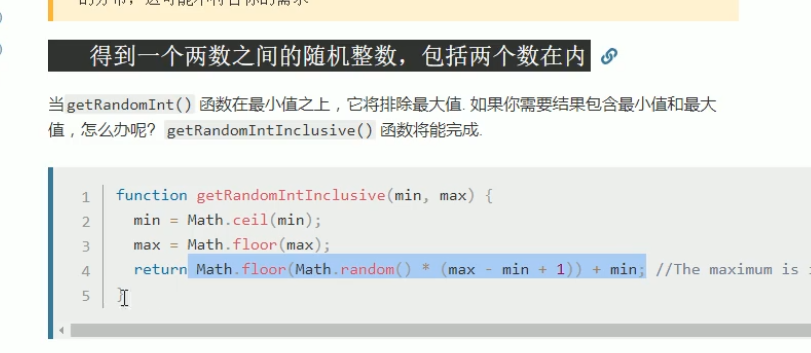 得到一个两数之间的随机整数，包括两个数在内
当getRandomInt() 函数在最小值之上，它将排除最大值. 如果你需要结果包含最小值和最大
值，怎么办呢？ getRandomIntInclusive() 函数将能完成.
1 function getRandomIntInclusive(min, max) {
2 min = Math.ceil(min);
3 max = Math.floor(max);
4 return Math.floor(Math.random() * (max - min + 1)) + min; //The maximum is
5 }